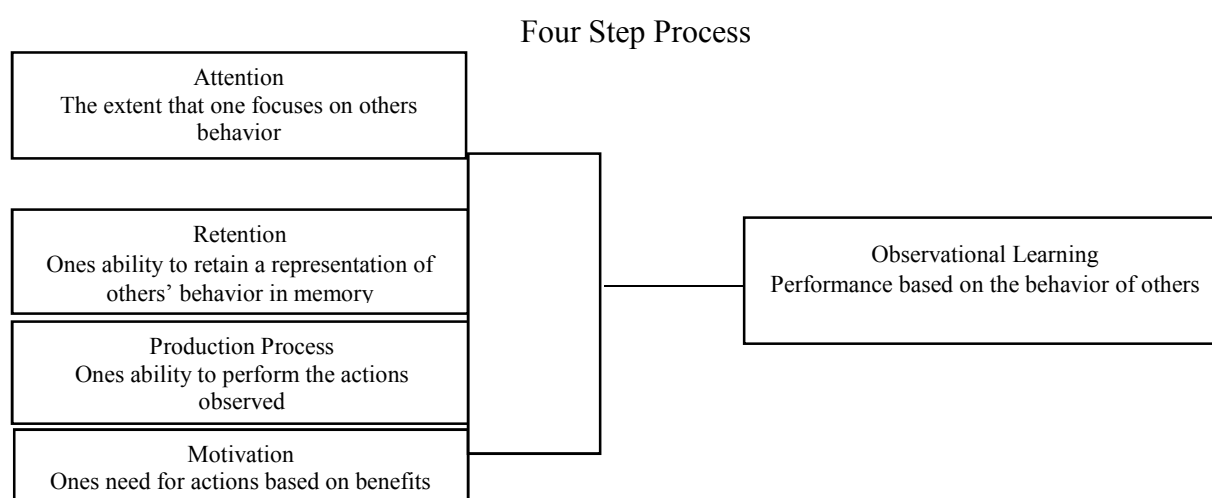 Four Step Process
Attention
The extent that one focuses on others
behavior
Retention
Ones ability to retain a representation of
others’ behavior in memory
Production Process
Ones ability to perform the actions
observed
Motivation
Ones need for actions based on benefits
Observational Learning
Performance based on the behavior of others